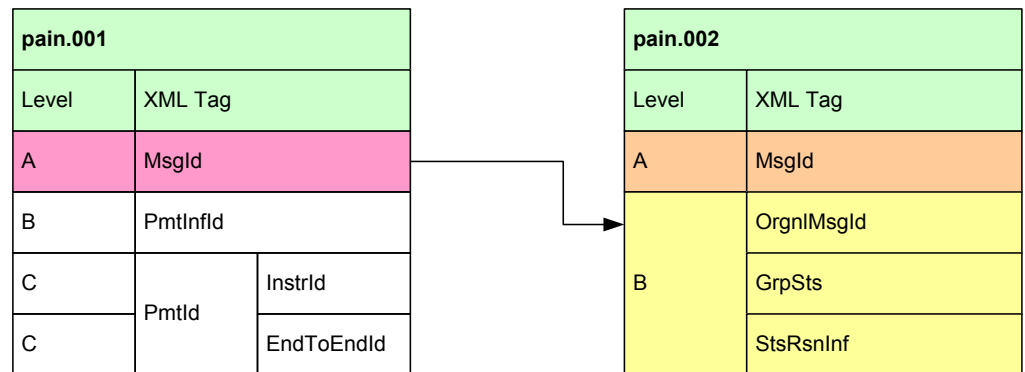 pain.001
Level XML Tag
A MsgId
B PmtInfId
C InstrId
PmtId
C EndToEndId
pain.002
Level XML Tag
A MsgId
OrgnlMsgId
B GrpSts
StsRsnInf